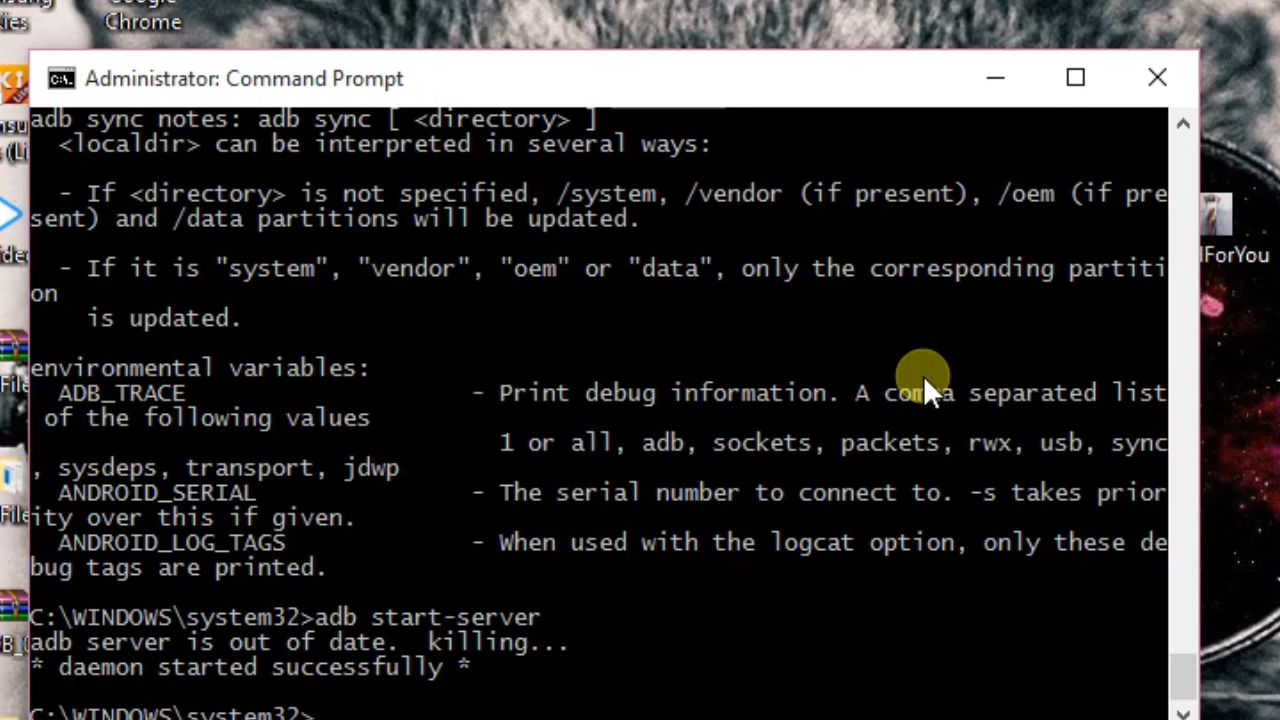 Chrome
Administrator: Command Prompt
adb sync notes: adb sync [ <directory> ]
<localdir> can be interpreted in several ways:
- If <directory> is not specified, /system, /vendor (if present), /oem (if pre
sent) and /data partitions will be updated.
- If it is "system", "vendor", "oem" or "data", only the corresponding partiti
on
is updated.
environmental variables:
ADB_TRACE - Print debug information. A comma separated list
of the following values
1 or all, adb, sockets, packets, rwx, usb, sync
, sysdeps, transport, jdwp
ANDROID_SERIAL - The serial number to connect to. -s takes prior
ity over this if given.
ANDROID_LOG_TAGS - When used with the logcat option, only these de
bug tags are printed.
C:\WINDOWS\system32>adb start-server
adb server is out of date.  killing...
* daemon started successfully *
C:\WINDOWS\system32>
ForYou